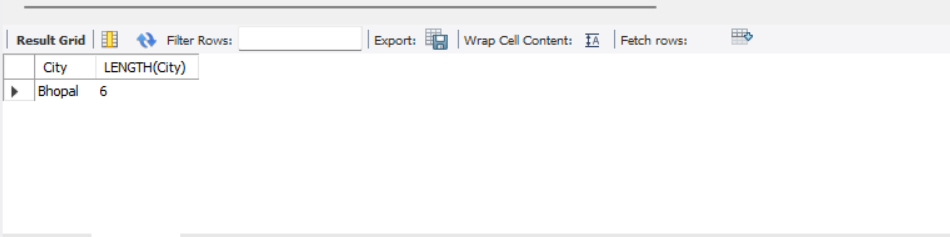 Result Grid Filter Rows: Export: Wrap Cell Content: Fetch rows:
City LENGTH(City)
Bhopal 6